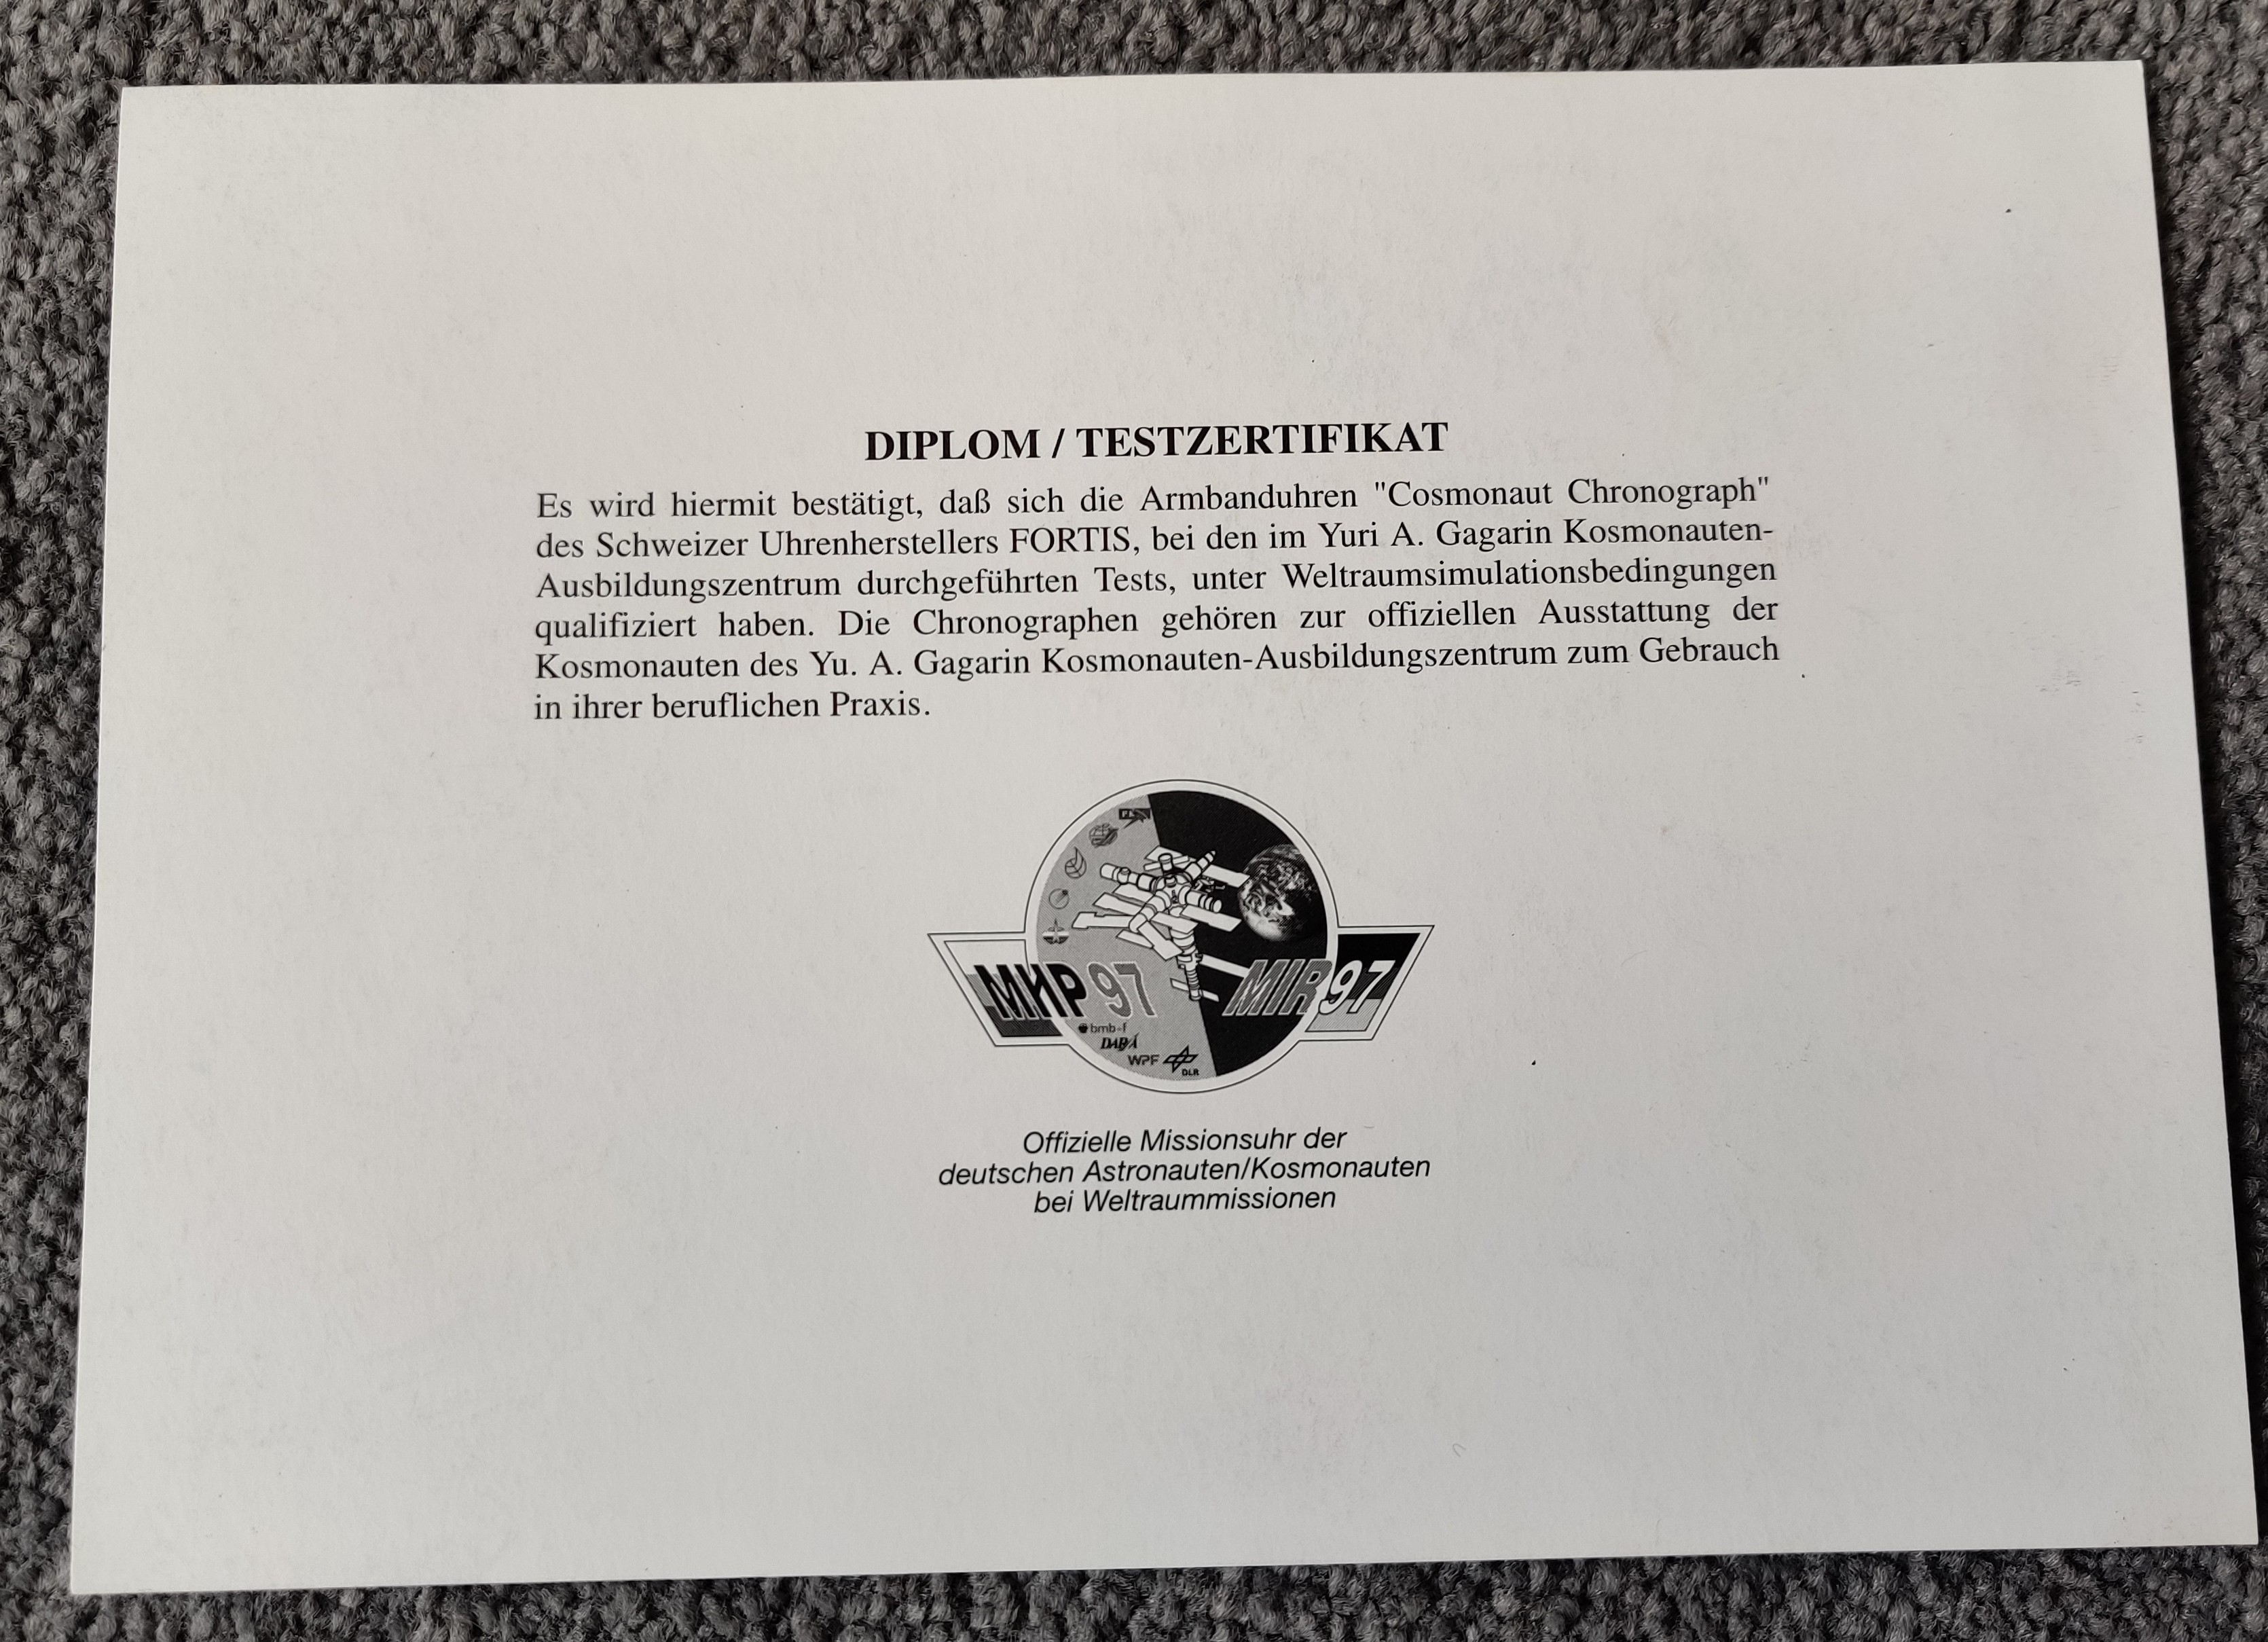 DIPLOM / TESTZERTIFIKAT
Es wird hiermit bestätigt, daß sich die Armbanduhren "Cosmonaut Chronograph"
des Schweizer Uhrenherstellers FORTIS, bei den im Yuri A. Gagarin Kosmonauten-
Ausbildungszentrum durchgeführten Tests, unter Weltraumsimulationsbedingungen
qualifiziert haben. Die Chronographen gehören zur offiziellen Ausstattung der
Kosmonauten des Yu. A. Gagarin Kosmonauten-Ausbildungszentrum zum Gebrauch
in ihrer beruflichen Praxis.
МИР 97 MIR 97
bmb+f
DARA
WPF
DLR
Offizielle Missionsuhr der
deutschen Astronauten/Kosmonauten
bei Weltraummissionen